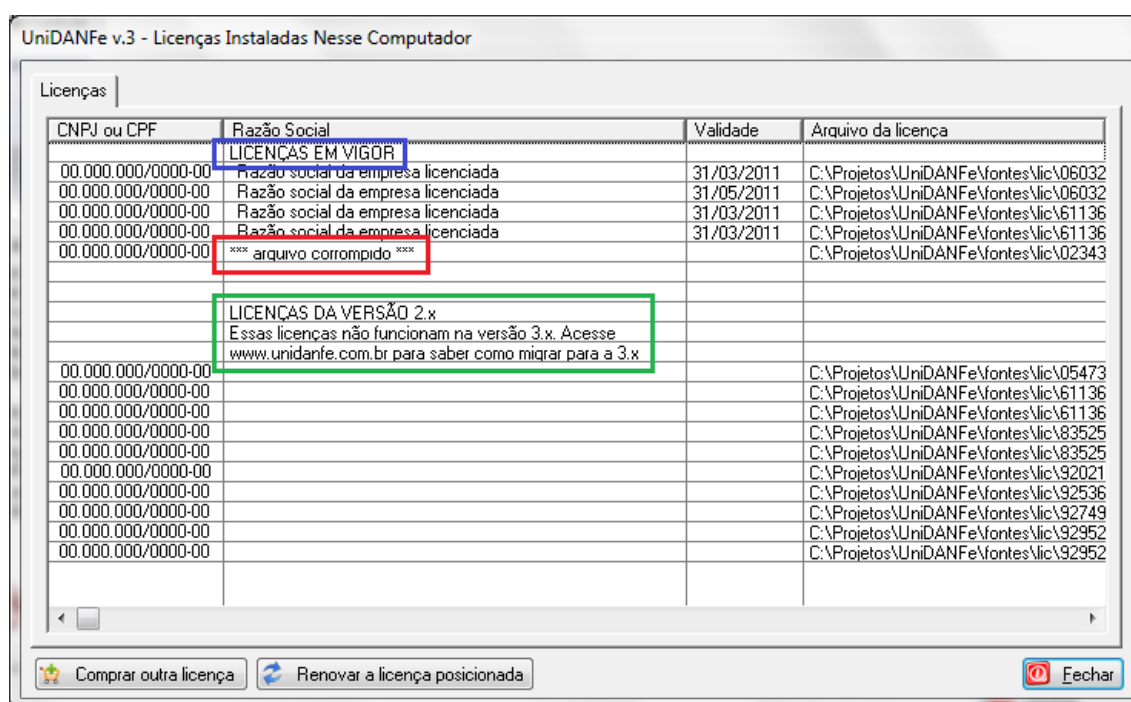 UniDANFe v.3 - Licenças Instaladas Nesse Computador
Licenças
CNPJ ou CPF Razão Social Validade Arquivo da licença
LICENÇAS EM VIGOR
00.000.000/0000-00 Razão social da empresa licenciada 31/03/2011 C:\Projetos\UniDANFe\fontes\lic\06032
00.000.000/0000-00 Razão social da empresa licenciada 31/05/2011 C:\Projetos\UniDANFe\fontes\lic\06032
00.000.000/0000-00 Razão social da empresa licenciada 31/03/2011 C:\Projetos\UniDANFe\fontes\lic\61136
00.000.000/0000-00 Razão social da empresa licenciada 31/03/2011 C:\Projetos\UniDANFe\fontes\lic\61136
00.000.000/0000-00 *** arquivo corrompido *** C:\Projetos\UniDANFe\fontes\lic\02343
LICENÇAS DA VERSÃO 2.x
Essas licenças não funcionam na versão 3.x. Acesse
www.unidanfe.com.br para saber como migrar para a 3.x
00.000.000/0000-00 C:\Projetos\UniDANFe\fontes\lic\05473
00.000.000/0000-00 C:\Projetos\UniDANFe\fontes\lic\61136
00.000.000/0000-00 C:\Projetos\UniDANFe\fontes\lic\61136
00.000.000/0000-00 C:\Projetos\UniDANFe\fontes\lic\83525
00.000.000/0000-00 C:\Projetos\UniDANFe\fontes\lic\83525
00.000.000/0000-00 C:\Projetos\UniDANFe\fontes\lic\92021
00.000.000/0000-00 C:\Projetos\UniDANFe\fontes\lic\92536
00.000.000/0000-00 C:\Projetos\UniDANFe\fontes\lic\92749
00.000.000/0000-00 C:\Projetos\UniDANFe\fontes\lic\92952
00.000.000/0000-00 C:\Projetos\UniDANFe\fontes\lic\92952
Comprar outra licença Renovar a licença posicionada Fechar